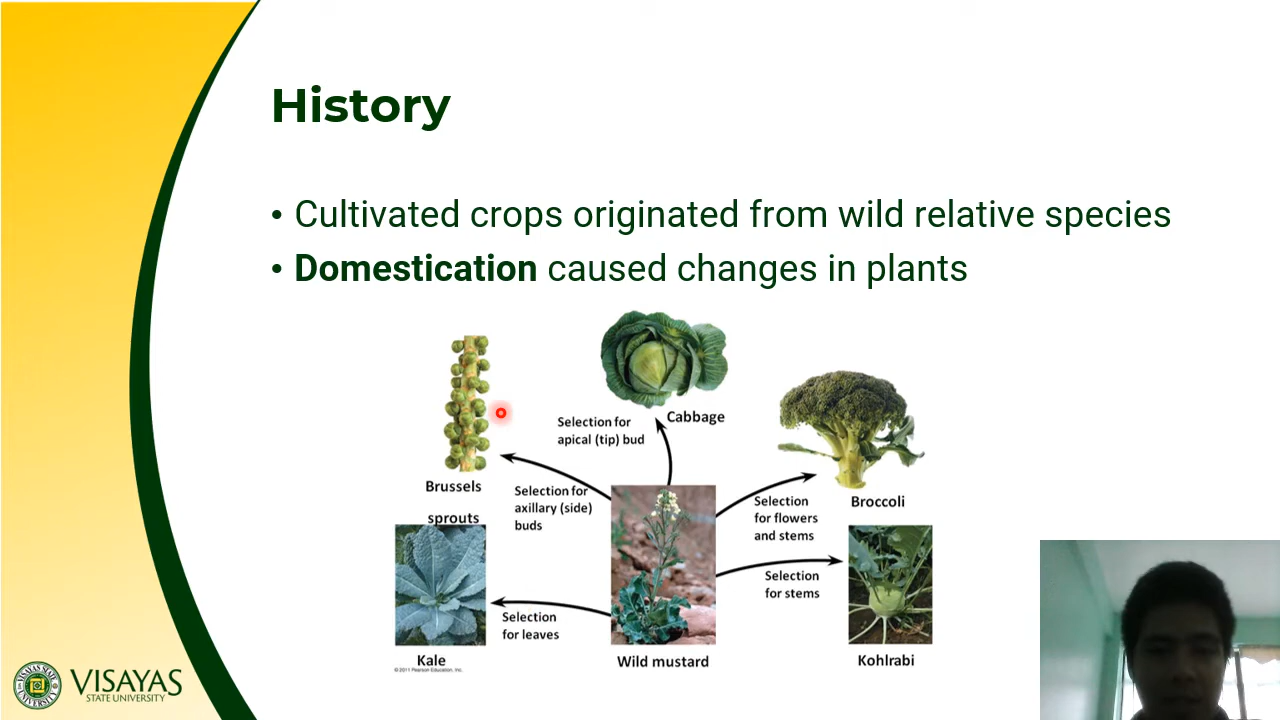 History
• Cultivated crops originated from wild relative species
• Domestication caused changes in plants
Cabbage
Selection for
apical (tip) bud
Brussels
sprouts
Selection for
axillary (side)
buds
Selection
for flowers
and stems
Broccoli
Selection
for stems
Selection
for leaves
Kale
© 2011 Pearson Education, Inc.
Wild mustard
Kohlrabi
VISAYAS
STATE UNIVERSITY